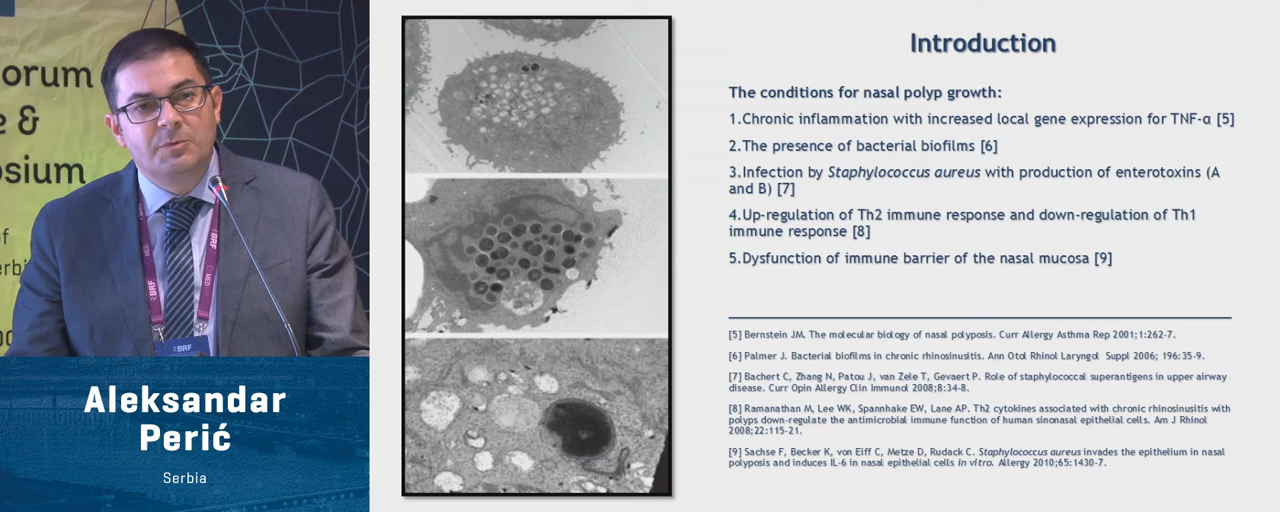 orum
e &
osium
of
erbi
BRF
MED
BRF
MED
BRF
BRF
Aleksandar
Perić
Serbia
Introduction
The conditions for nasal polyp growth:
1.Chronic inflammation with increased local gene expression for TNF-α [5]
2.The presence of bacterial biofilms [6]
3.Infection by Staphylococcus aureus with production of enterotoxins (A
and B) [7]
4.Up-regulation of Th2 immune response and down-regulation of Th1
immune response [8]
5.Dysfunction of immune barrier of the nasal mucosa [9]
[5] Bernstein JM. The molecular biology of nasal polyposis. Curr Allergy Asthma Rep 2001;1:262-7.
[6] Palmer J. Bacterial biofilms in chronic rhinosinusitis. Ann Otol Rhinol Laryngol Suppl 2006; 196:35-9.
[7] Bachert C, Zhang N, Patou J, van Zele T, Gevaert P. Role of staphylococcal superantigens in upper airway
disease. Curr Opin Allergy Clin Immunol 2008;8:34-8.
[8] Ramanathan M, Lee WK, Spannhake EW, Lane AP. Th2 cytokines associated with chronic rhinosinusitis with
polyps down-regulate the antimicrobial immune function of human sinonasal epithelial cells. Am J Rhinol
2008;22:115-21.
[9] Sachse F, Becker K, von Eiff C, Metze D, Rudack C. Staphylococcus aureus invades the epithelium in nasal
polyposis and induces IL-6 in nasal epithelial cells in vitro. Allergy 2010;65:1430-7.